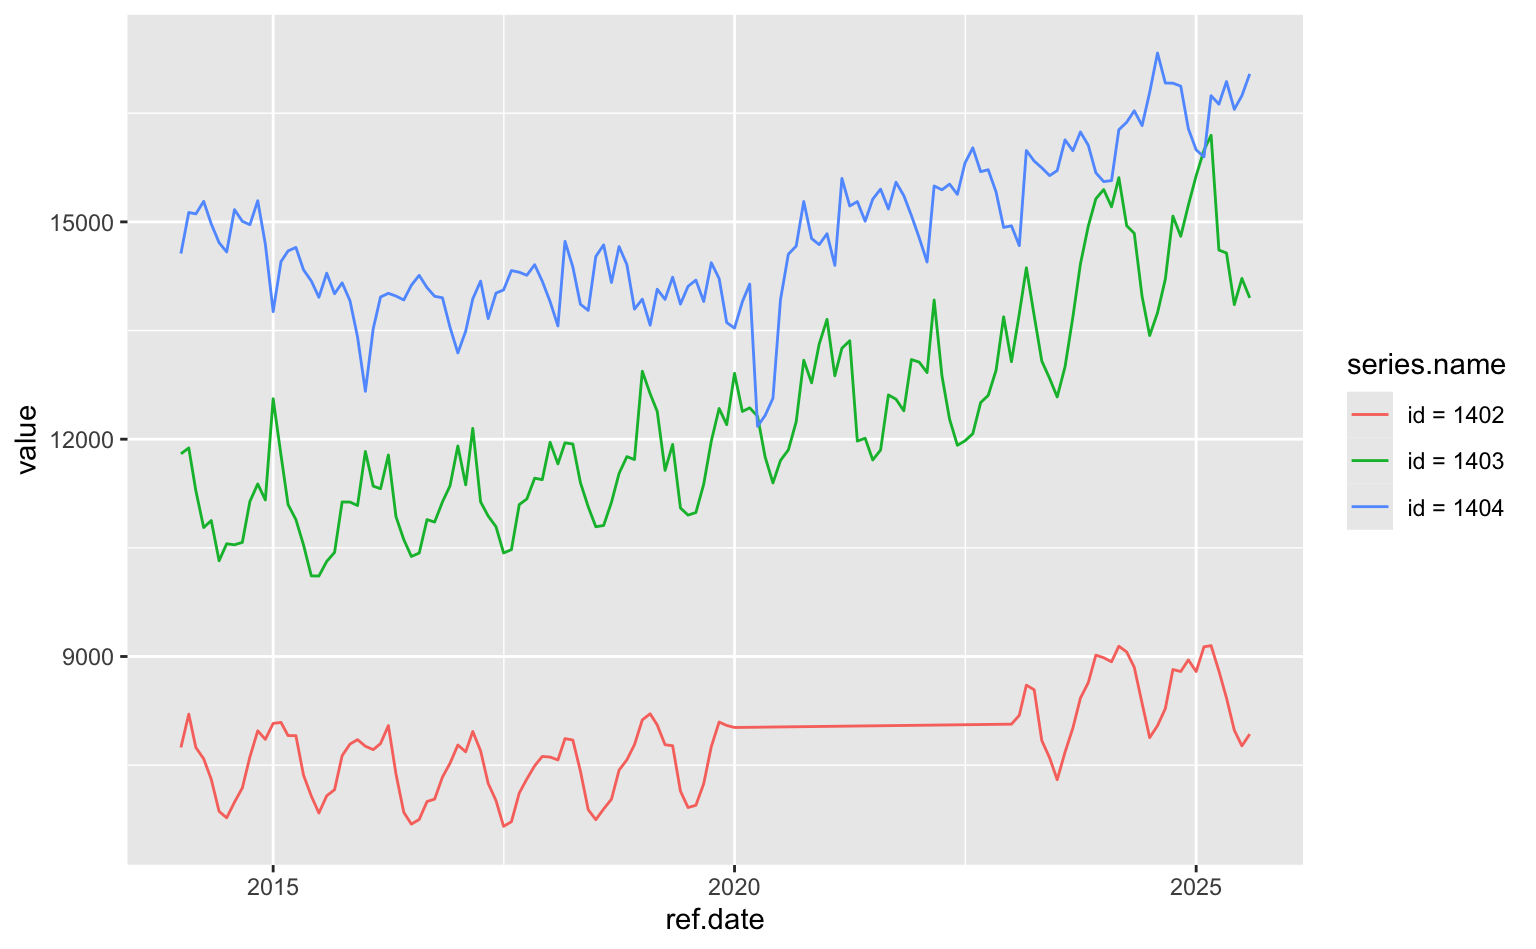 value
15000
12000
9000
2015
2020
2025
ref.date
series.name
id = 1402
id = 1403
id = 1404